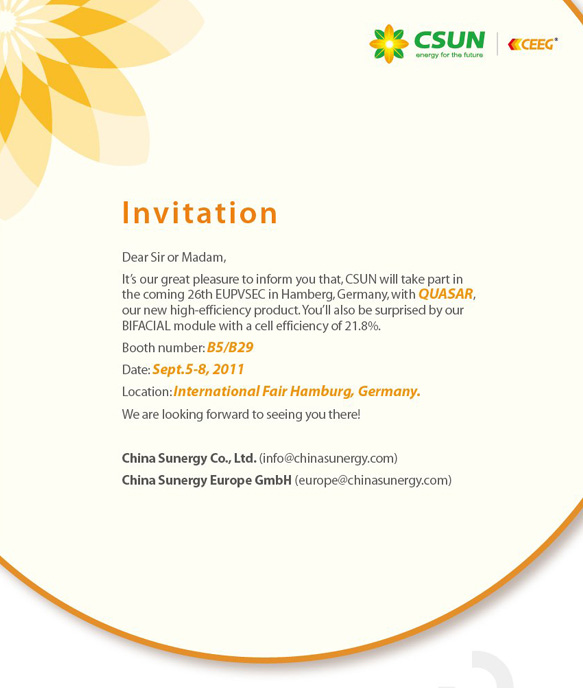 CSUN
energy for the future
CEEG®
Invitation
Dear Sir or Madam,
It's our great pleasure to inform you that, CSUN will take part in
the coming 26th EUPVSEC in Hamberg, Germany, with QUASAR,
our new high-efficiency product. You'll also be surprised by our
BIFACIAL module with a cell efficiency of 21.8%.
Booth number: B5/B29
Date: Sept.5-8, 2011
Location: International Fair Hamburg, Germany.
We are looking forward to seeing you there!
China Sunergy Co., Ltd. (info@chinasunergy.com)
China Sunergy Europe GmbH (europe@chinasunergy.com)